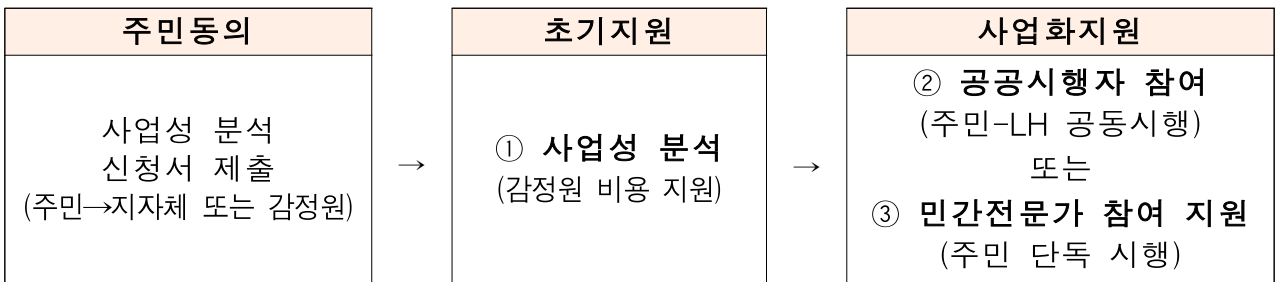 주민동의
사업성 분석
신청서 제출
(주민→지자체 또는 감정원)
→
초기지원
① 사업성 분석
(감정원 비용 지원)
→
사업화지원
② 공공시행자 참여
(주민-LH 공동시행)
또는
③ 민간전문가 참여 지원
(주민 단독 시행)